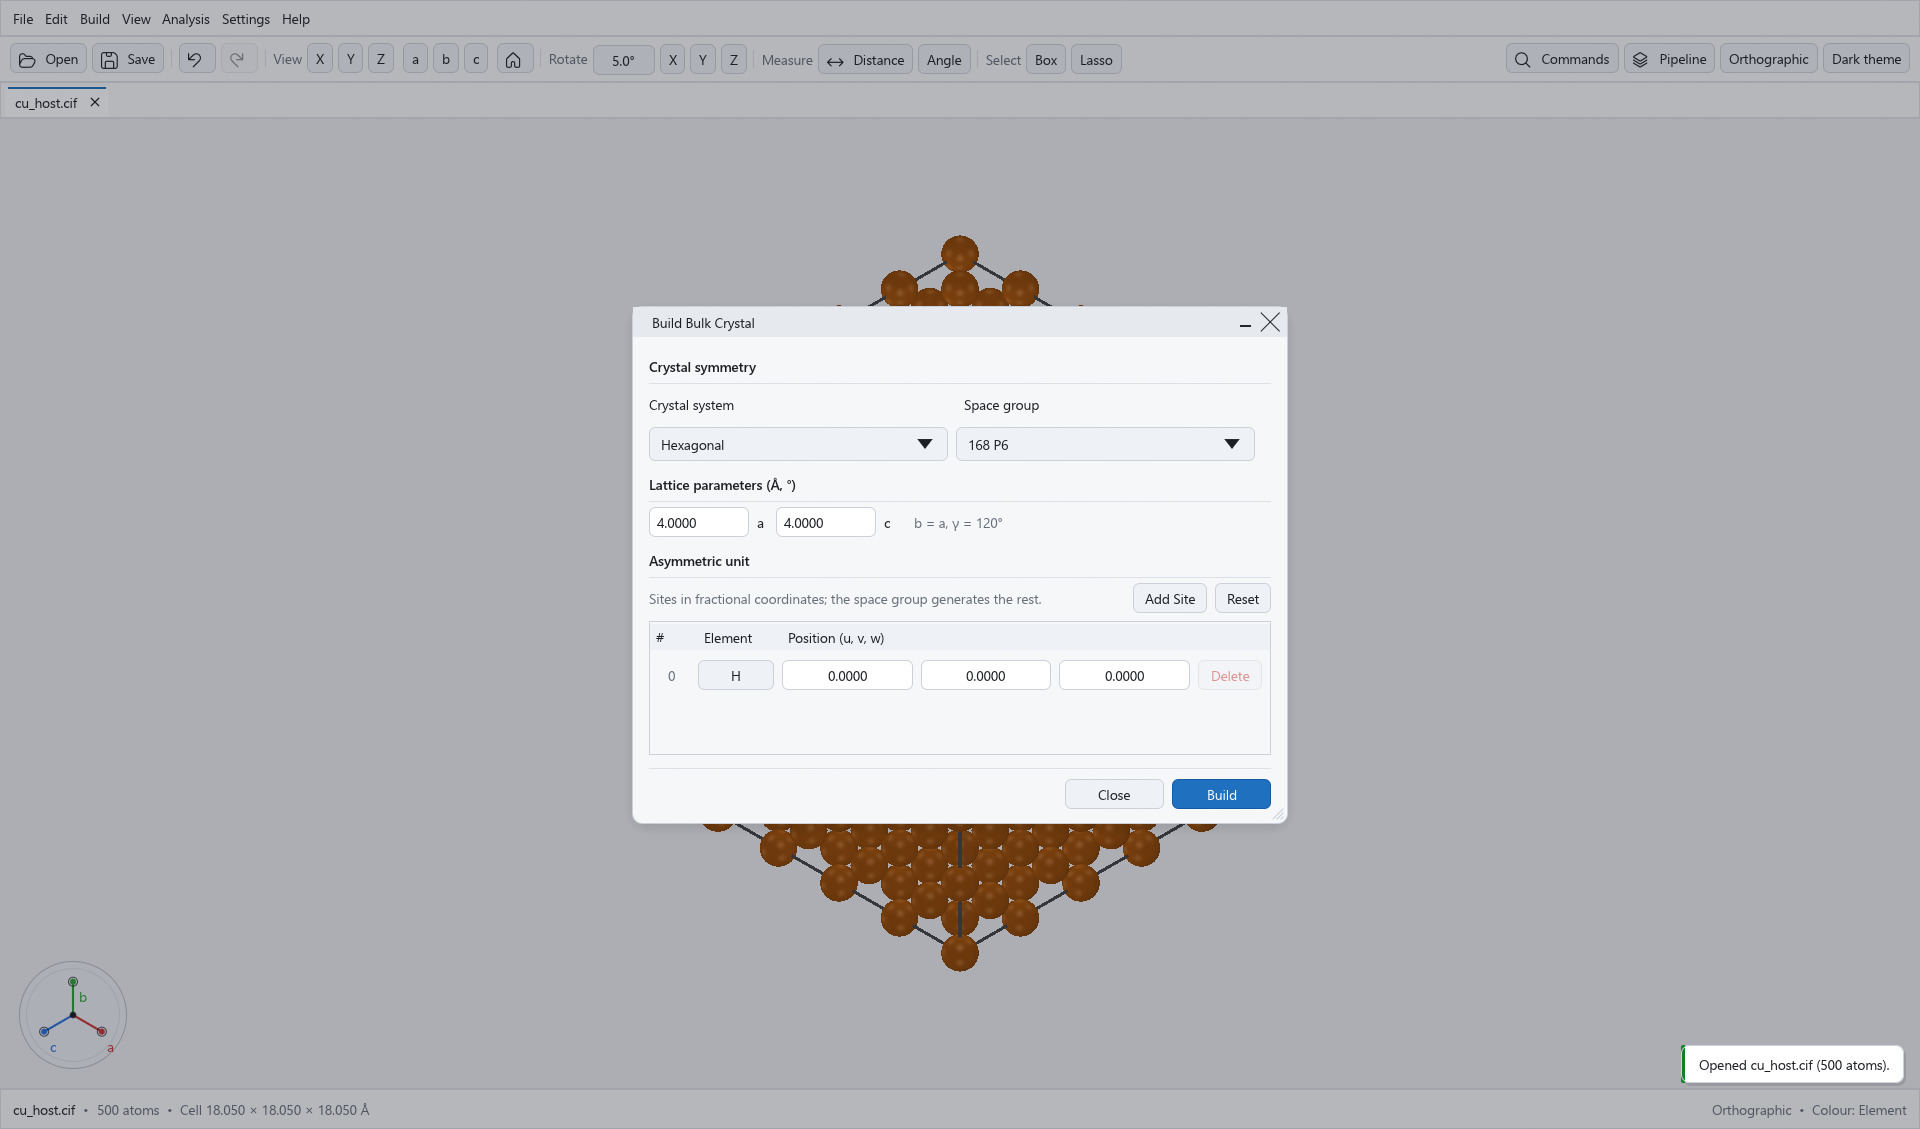 File Edit Build View Analysis Settings Help
Open Save View X Y Z a b c Rotate 5.0° X Y Z Measure Distance Angle Select Box Lasso Commands Pipeline Orthographic Dark theme
cu_host.cif
Build Bulk Crystal
Crystal symmetry
Crystal system Space group
Hexagonal 168 P6
Lattice parameters (Å, °)
4.0000 a 4.0000 c b = a, γ = 120°
Asymmetric unit
Sites in fractional coordinates; the space group generates the rest. Add Site Reset
# Element Position (u, v, w)
0 H 0.0000 0.0000 0.0000 Delete
Close Build
b
c a
Opened cu_host.cif (500 atoms).
cu_host.cif • 500 atoms • Cell 18.050 × 18.050 × 18.050 Å Orthographic • Colour: Element